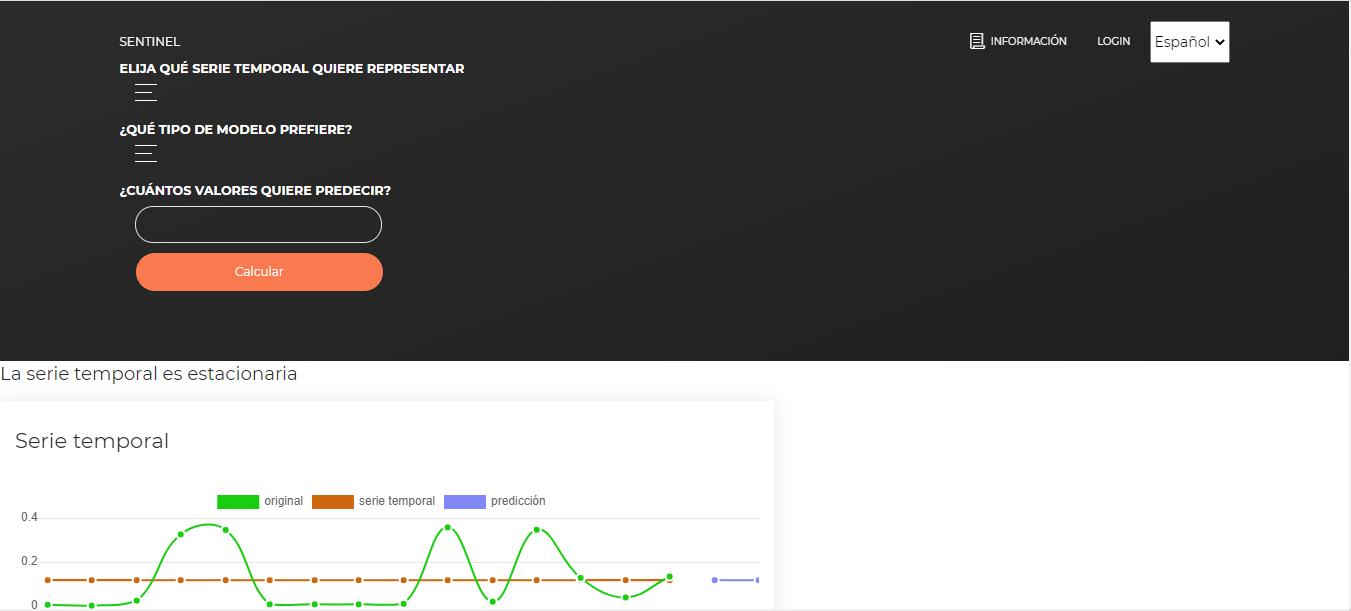 SENTINEL
INFORMACIÓN LOGIN Español
ELIJA QUÉ SERIE TEMPORAL QUIERE REPRESENTAR
¿QUÉ TIPO DE MODELO PREFIERE?
¿CUÁNTOS VALORES QUIERE PREDECIR?
Calcular
La serie temporal es estacionaria
Serie temporal
original serie temporal predicción
0.4
0.2
0